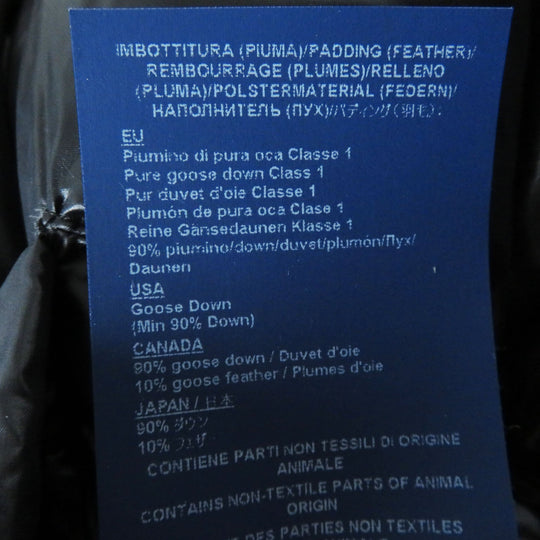 IMBOTTITURA (PIUMA)/PADDING (FEATHER)/
REMBOURRAGE (PLUMES)/RELLENO
(PLUMA)/POLSTERMATERIAL (FEDERN)/
НАПОЛНИТЕЛЬ (ПУХ)/パディング(羽毛):
EU
Piumino di pura oca Classe 1
Pure goose down Class 1
Pur duvet d'oie Classe 1
Plumón de pura oca Clase 1
Reine Gänsedaunen Klasse 1
90% piumino/down/duvet/plumón/Пух/
Daunen
USA
Goose Down
(Min 90% Down)
CANADA
90% goose down / Duvet d'oie
10% goose feather / Plumes d'oie
JAPAN / 日本
90% ダウン
10% フェザー
CONTIENE PARTI NON TESSILI DI ORIGINE
ANIMALE
CONTAINS NON-TEXTILE PARTS OF ANIMAL
ORIGIN
DES PARTIES NON TEXTILES